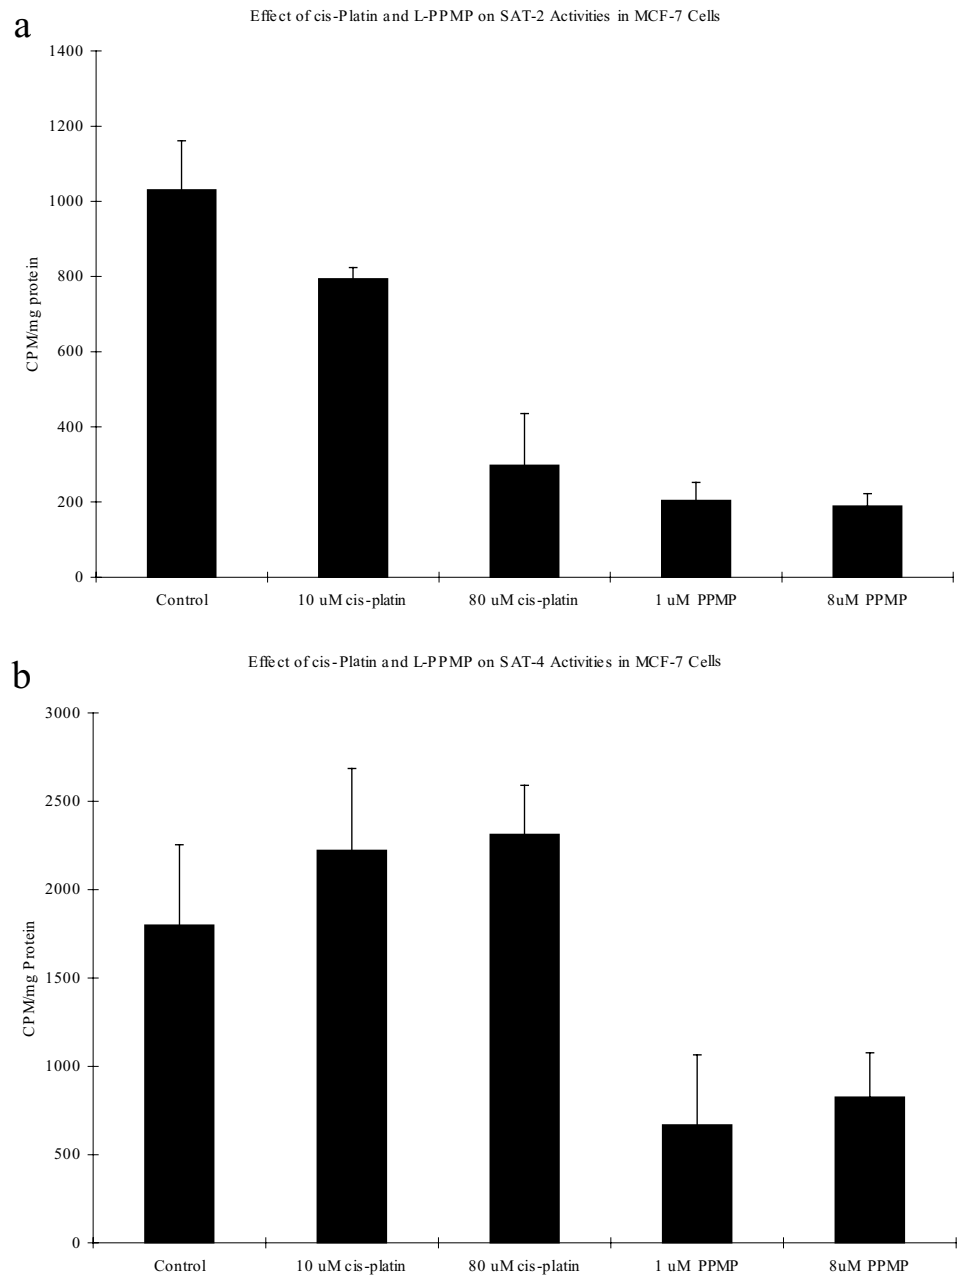 a
Effect of cis-Platin and L-PPMP on SAT-2 Activities in MCF-7 Cells
1400
1200
1000
800
600
400
200
0
CPM/mg protein
Control 10 uM cis-platin 80 uM cis-platin 1 uM PPMP 8uM PPMP
b
Effect of cis-Platin and L-PPMP on SAT-4 Activities in MCF-7 Cells
3000
2500
2000
1500
1000
500
0
CPM/mg Protein
Control 10 uM cis-platin 80 uM cis-platin 1 uM PPMP 8uM PPMP